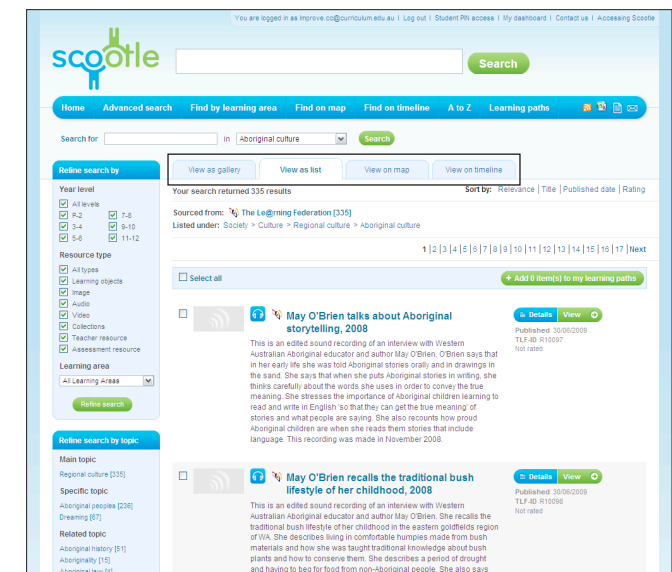 You are logged in as improve.co@curriculum.edu.au | Log out | Student PIN access | My dashboard | Contact us | Accessing Scootle
scootle
Search
Home Advanced search Find by learning area Find on map Find on timeline A to Z Learning paths
Search for in Aboriginal culture Search
Refine search by
Year level
All levels
P-2 7-8
3-4 9-10
5-6 11-12
Resource type
All types
Learning objects
Image
Audio
Video
Collections
Teacher resource
Assessment resource
Learning area
All Learning Areas
Refine search
Refine search by topic
Main topic
Regional culture [335]
Specific topic
Aboriginal peoples [236]
Dreaming [67]
Related topic
Aboriginal history [51]
Aboriginality [15]
Aboriginal law [4]
View as gallery View as list View on map View on timeline
Your search returned 335 results Sort by: Relevance | Title | Published date | Rating
Sourced from: The Le@rning Federation [335]
Listed under: Society > Culture > Regional culture > Aboriginal culture
1 | 2 | 3 | 4 | 5 | 6 | 7 | 8 | 9 | 10 | 11 | 12 | 13 | 14 | 15 | 16 | 17 | Next
Select all + Add 0 item(s) to my learning paths
May O'Brien talks about Aboriginal
storytelling, 2008
This is an edited sound recording of an interview with Western
Australian Aboriginal educator and author May O'Brien. O'Brien says that
in her early life she was told Aboriginal stories orally and in drawings in
the sand. She says that when she puts Aboriginal stories in writing, she
thinks carefully about the words she uses in order to convey the true
meaning. She stresses the importance of Aboriginal children learning to
read and write in English 'so that they can get the true meaning' of
stories and what people are saying. She also recounts how proud
Aboriginal children are when she reads them stories that include
language. This recording was made in November 2008.
Details View
Published 30/06/2009
TLF-ID R10097
Not rated
May O'Brien recalls the traditional bush
lifestyle of her childhood, 2008
This is an edited sound recording of an interview with Western
Australian Aboriginal educator and author May O'Brien. She recalls the
traditional bush lifestyle of her childhood in the eastern goldfields region
of WA. She describes living in comfortable humpies made from bush
materials and how she was taught traditional knowledge about bush
plants and how to conserve them. She describes a period of drought
and having to beg for food from non-Aboriginal people. She also says
Details View
Published 30/06/2009
TLF-ID R10098
Not rated